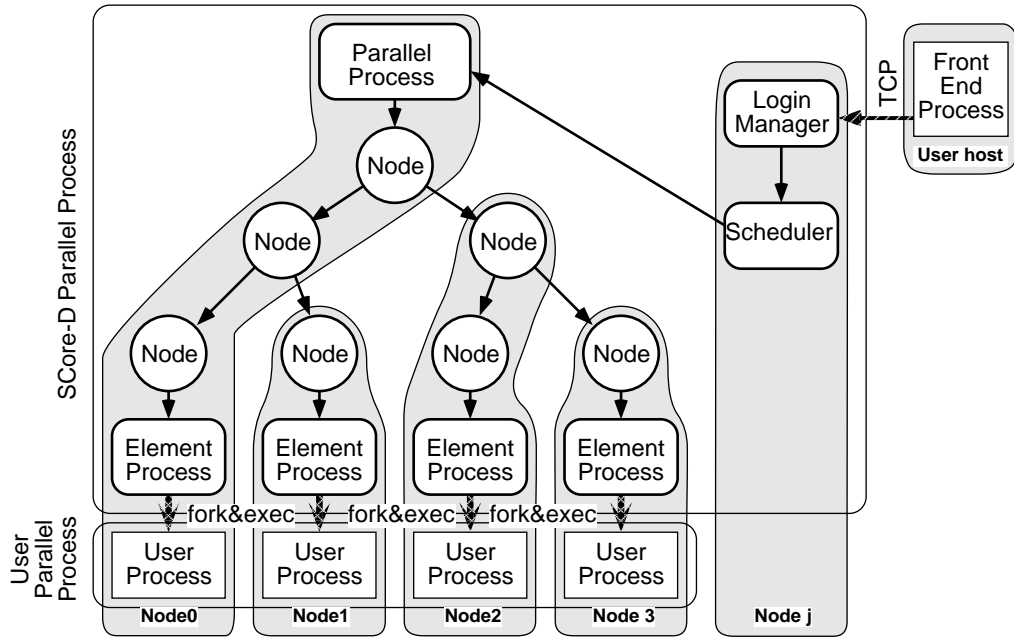 Parallel
Process
Front
End
Process
TCP
Login
Manager
User host
Node
SCore-D Parallel Process
Node
Node
Scheduler
Node
Node
Node
Node
Element
Process
Element
Process
Element
Process
Element
Process
fork&exec
fork&exec
fork&exec
User
Parallel
Process
User
Process
User
Process
User
Process
User
Process
Node0
Node1
Node2
Node 3
Node j